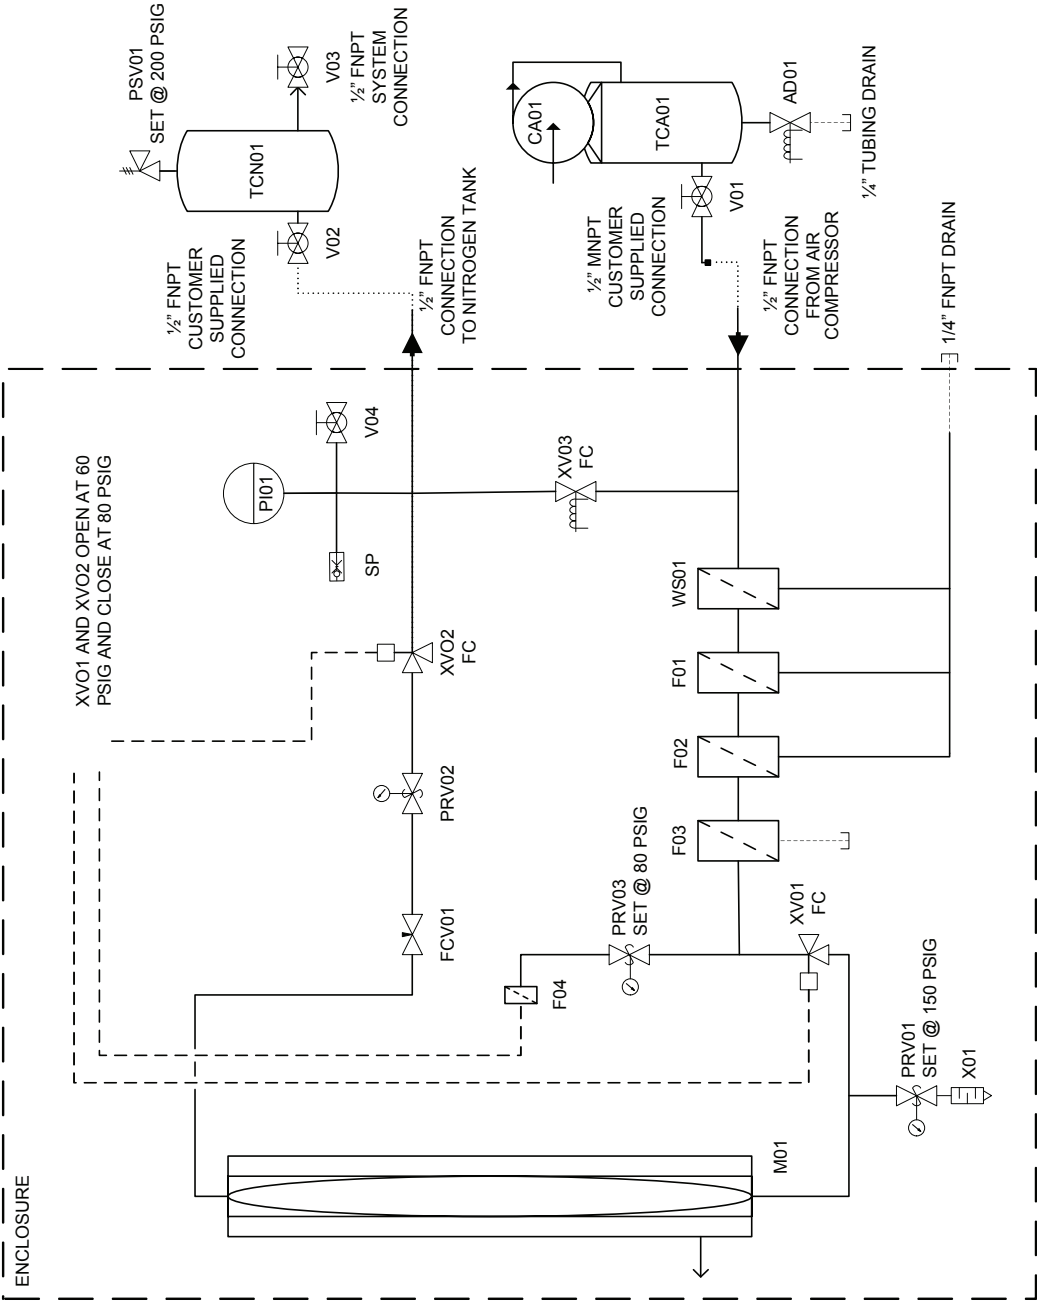 ENCLOSURE
XVO1 AND XVO2 OPEN AT 60
PSIG AND CLOSE AT 80 PSIG
PSV01
SET @ 200 PSIG
TCN01
V03
½" FNPT
SYSTEM
CONNECTION
V02
½" FNPT
CUSTOMER
SUPPLIED
CONNECTION
½" FNPT
CONNECTION
TO NITROGEN TANK
CA01
TCA01
AD01
¼" TUBING DRAIN
V01
½" MNPT
CUSTOMER
SUPPLIED
CONNECTION
½" FNPT
CONNECTION
FROM AIR
COMPRESSOR
1/4" FNPT DRAIN
PI01
V04
SP
XV03
FC
XVO2
FC
PRV02
FCV01
WS01
F01
F02
F03
PRV03
SET @ 80 PSIG
F04
XV01
FC
PRV01
SET @ 150 PSIG
X01
M01